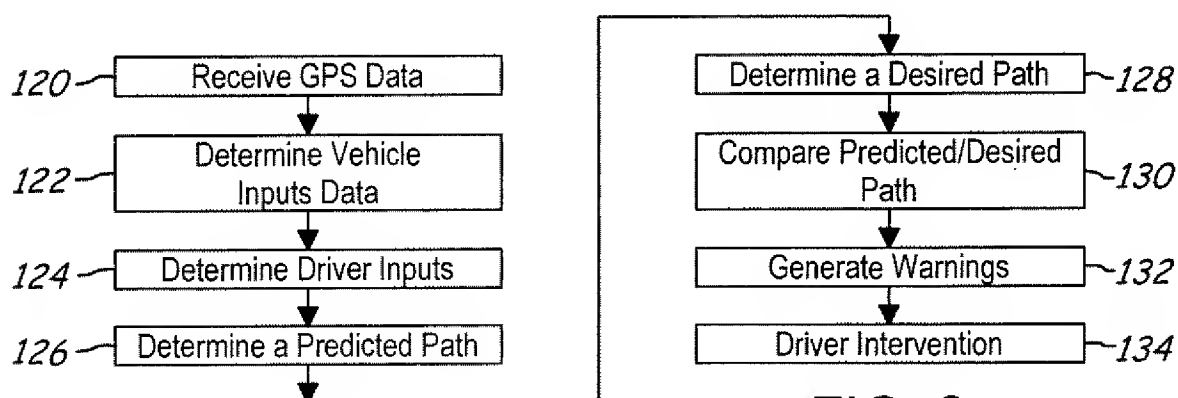 120
Receive GPS Data
122
Determine Vehicle
Inputs Data
124
Determine Driver Inputs
126
Determine a Predicted Path
Determine a Desired Path
128
Compare Predicted/Desired
Path
130
Generate Warnings
132
Driver Intervention
134